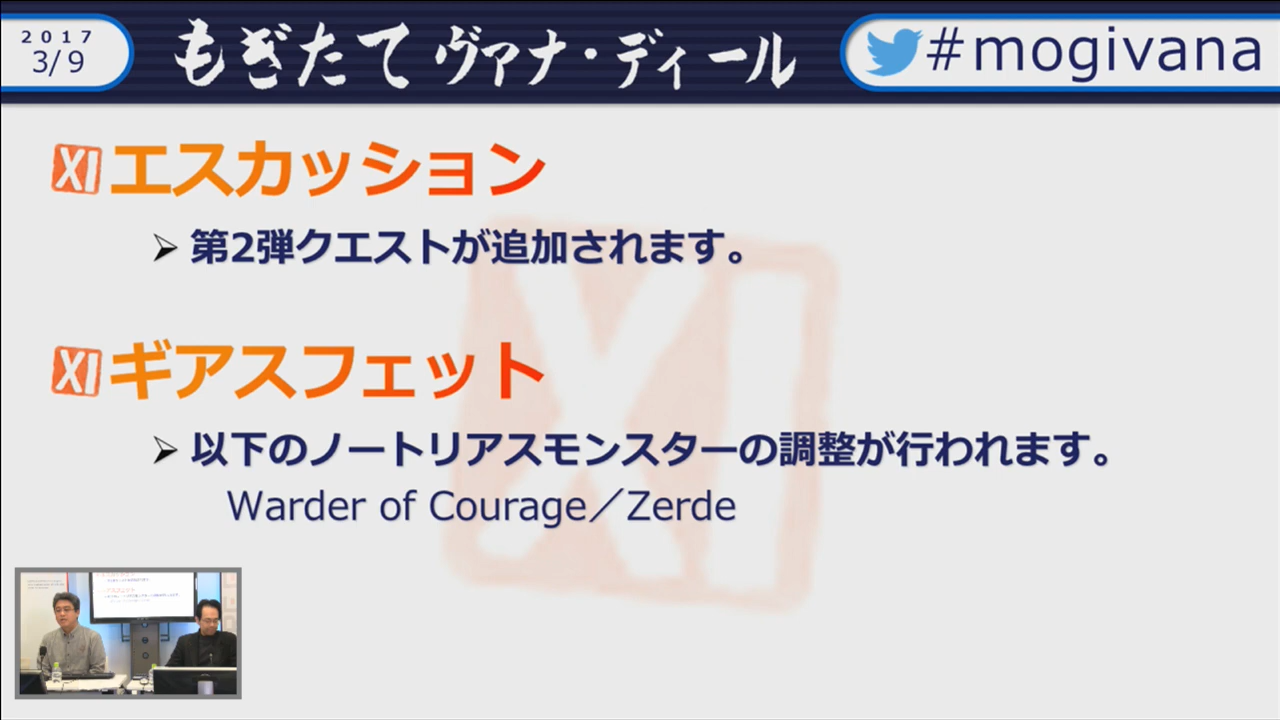 2017
3/9
もぎたて ヴァナ・ディール
#mogivana
XI エスカッション
➢ 第2弾クエストが追加されます。
XI ギアスフェット
➢ 以下のノートリアスモンスターの調整が行われます。
Warder of Courage／Zerde
XI